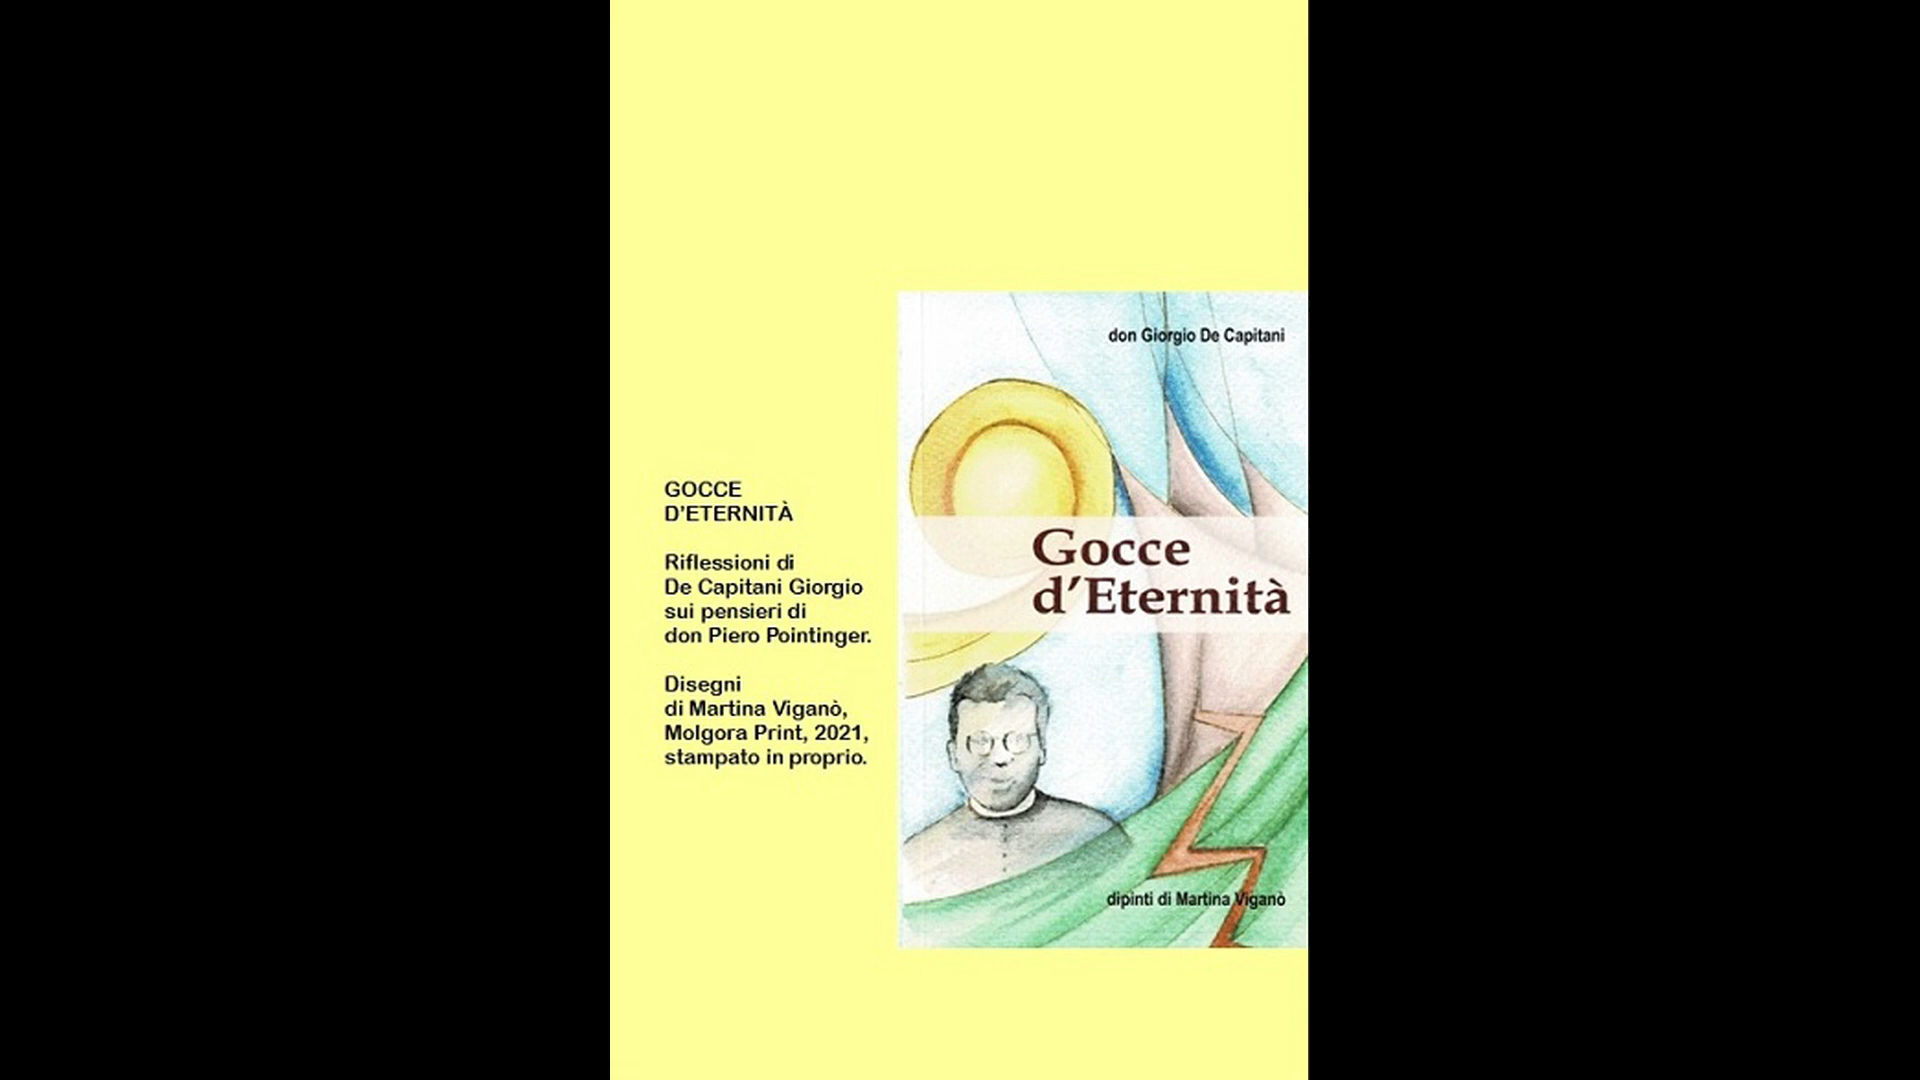 GOCCE
D'ETERNITÀ
Riflessioni di
De Capitani Giorgio
sui pensieri di
don Piero Pointinger.
Disegni
di Martina Viganò,
Molgora Print, 2021,
stampato in proprio.
don Giorgio De Capitani
Gocce
d'Eternità
dipinti di Martina Viganò